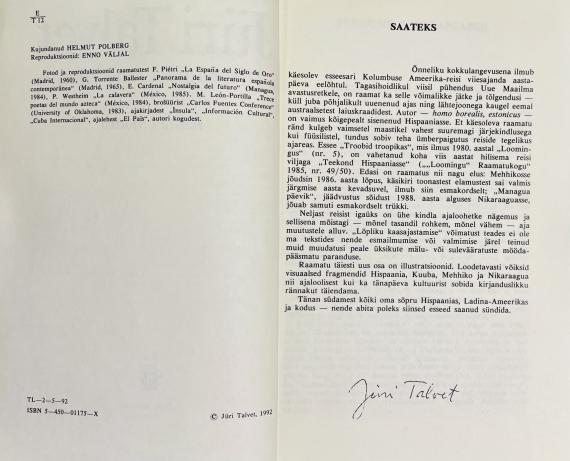 E
T 12
Kujundanud HELMUT POLBERG
Reproduktsioonid: ENNO VÄLJAL
Fotod ja reproduktsioonid raamatutest F. Piétri „La España del Siglo de Oro"
(Madrid, 1960), G. Torrente Ballester „Panorama de la literatura española
contemporánea" (Madrid, 1965), E. Cardenal „Nostalgia del futuro" (Managua,
1984), P. Westheim „La calavera" (México, 1985). M. León-Portilla „Trece
poetas del mundo azteca" (México, 1984), brošüürist „Carlos Fuentes Conference"
(University of Oklahoma, 1983), ajakirjadest „Ínsula", „Información Cultural",
„Cuba Internacional", ajalehest „El País", autori kogudest.
TL—2—5—92
ISBN 5—450—01175—X
© Jüri Talvet, 1992
SAATEKS
Õnneliku kokkulangevusena ilmub
käesolev esseesari Kolumbuse Ameerika-reisi viiesajanda aasta-
päeva eelõhtul. Tagasihoidlikul viisil pühendus Uue Maailma
avastusretkele, on raamat ka selle võimalikke jätke ja tõlgendusi —
küll juba põhjalikult uuenenud ajas ning lähtejoonega kaugel eemal
austraalsetest laiuskraadidest. Autor — homo borealis, estonicus —
on vaimus kõigepealt sisenenud Hispaaniasse. Et käesoleva raamatu
ränd kulgeb vaimsetel maastikel vahest suuremagi järjekindlusega
kui füüsilistel, tundus sobiv teha ümberpaigutus reiside tegelikus
ajareas. Essee „Troobid troopikas", mis ilmus 1980. aastal „Loomin-
gus" (nr. 5), on vahetanud koha viis aastat hilisema reisi
viljaga „Teekond Hispaaniasse" („„Loomingu" Raamatukogu"
1985, nr. 49/50). Edasi on raamatus nii nagu elus: Mehhikosse
jõudsin 1986. aasta lõpus, käsikiri toonastest elamustest sai valmis
järgmise aasta kevadsuvel, ilmub siin esmakordselt; „Managua
päevik", jäädvustus sõidust 1988. aasta alguses Nikaraaguasse,
jõuab samuti esmakordselt trükki.
Neljast reisist igaüks on ühe kindla ajaloohetke nägemus ja
sellisena mõistagi — mõnel tasandil rohkem, mõnel vähem — aja
muutustele alluv. „Lõpliku kaasajastamise" võimatust teades ei ole
ma tekstides nende esmailmumise või valmimise järel teinud
muid muudatusi peale üksikute mälu- või sulevääratuste mööda-
pääsmatu paranduse.
Raamatu täiesti uus osa on illustratsioonid. Loodetavasti võiksid
visuaalsed fragmendid Hispaania, Kuuba, Mehhiko ja Nikaragua
nii ajaloolisest kui ka tänapäeva kultuurist sobida kirjanduslikku
rännakut täiendama.
Tänan südamest kõiki oma sõpru Hispaanias, Ladina-Ameerikas
ja kodus — nende abita poleks siinsed esseed saanud sündida.
Jüri Talvet